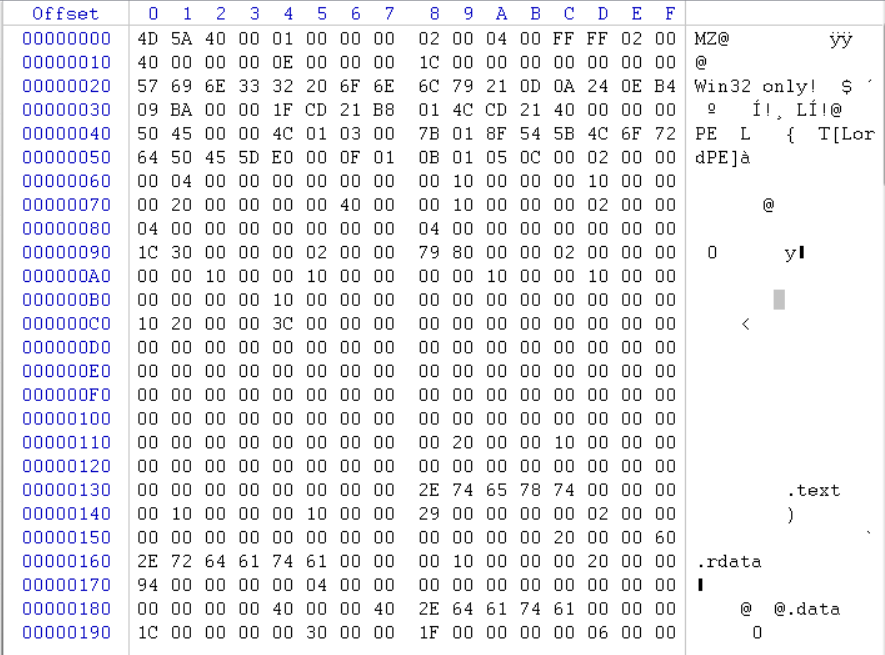 Offset 0 1 2 3 4 5 6 7 8 9 A B C D E F
00000000 4D 5A 40 00 01 00 00 00 02 00 04 00 FF FF 02 00 MZ@ ÿÿ
00000010 40 00 00 00 0E 00 00 00 1C 00 00 00 00 00 00 00 @
00000020 57 69 6E 33 32 20 6F 6E 6C 79 21 0D 0A 24 0E B4 Win32 only! $ ´
00000030 09 BA 00 00 1F CD 21 B8 01 4C CD 21 40 00 00 00 º Í!¸ LÍ!@
00000040 50 45 00 00 4C 01 03 00 7B 01 8F 54 5B 4C 6F 72 PE L { T[Lor
00000050 64 50 45 5D E0 00 0F 01 0B 01 05 0C 00 02 00 00 dPE]à
00000060 00 04 00 00 00 00 00 00 00 10 00 00 00 10 00 00
00000070 00 20 00 00 00 00 40 00 00 10 00 00 00 02 00 00 @
00000080 04 00 00 00 00 00 00 00 04 00 00 00 00 00 00 00
00000090 1C 30 00 00 00 02 00 00 79 80 00 00 02 00 00 00 0 y
000000A0 00 00 10 00 00 10 00 00 00 00 10 00 00 10 00 00
000000B0 00 00 00 00 10 00 00 00 00 00 00 00 00 00 00 00
000000C0 10 20 00 00 3C 00 00 00 00 00 00 00 00 00 00 00 <
000000D0 00 00 00 00 00 00 00 00 00 00 00 00 00 00 00 00
000000E0 00 00 00 00 00 00 00 00 00 00 00 00 00 00 00 00
000000F0 00 00 00 00 00 00 00 00 00 00 00 00 00 00 00 00
00000100 00 00 00 00 00 00 00 00 00 00 00 00 00 00 00 00
00000110 00 00 00 00 00 00 00 00 00 20 00 00 10 00 00 00
00000120 00 00 00 00 00 00 00 00 00 00 00 00 00 00 00 00
00000130 00 00 00 00 00 00 00 00 2E 74 65 78 74 00 00 00 .text
00000140 00 10 00 00 00 10 00 00 29 00 00 00 00 02 00 00 )
00000150 00 00 00 00 00 00 00 00 00 00 00 00 20 00 00 60 `
00000160 2E 72 64 61 74 61 00 00 00 10 00 00 00 20 00 00 .rdata
00000170 94 00 00 00 00 04 00 00 00 00 00 00 00 00 00 00
00000180 00 00 00 00 40 00 00 40 2E 64 61 74 61 00 00 00 @ @.data
00000190 1C 00 00 00 00 30 00 00 1F 00 00 00 00 06 00 00 0